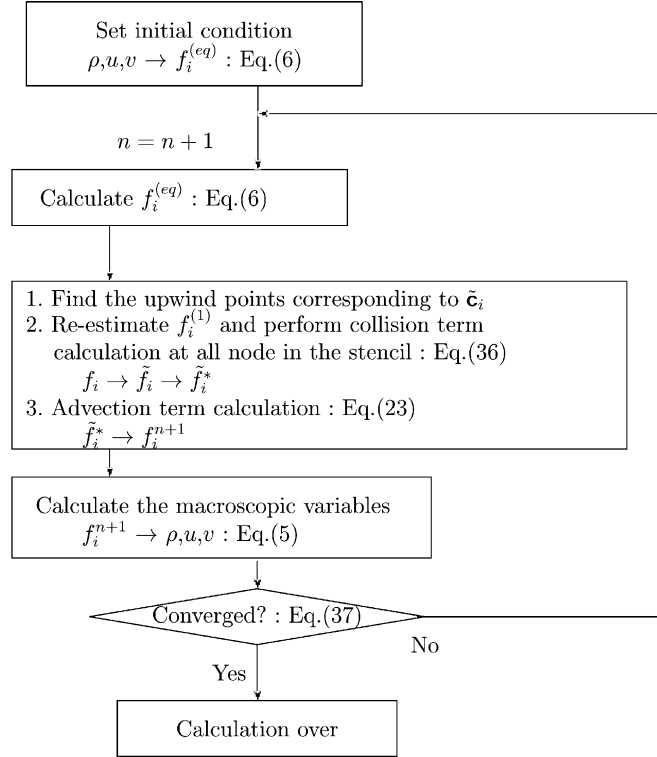 Set initial condition
ρ,u,v → f_i^{(eq)} : Eq.(6)
n = n + 1
Calculate f_i^{(eq)} : Eq.(6)
1. Find the upwind points corresponding to c̃_i
2. Re-estimate f_i^{(1)} and perform collision term
calculation at all node in the stencil : Eq.(36)
f_i → f̃_i → f̃_i^*
3. Advection term calculation : Eq.(23)
f̃_i^* → f_i^{n+1}
Calculate the macroscopic variables
f_i^{n+1} → ρ,u,v : Eq.(5)
Converged? : Eq.(37)
No
Yes
Calculation over